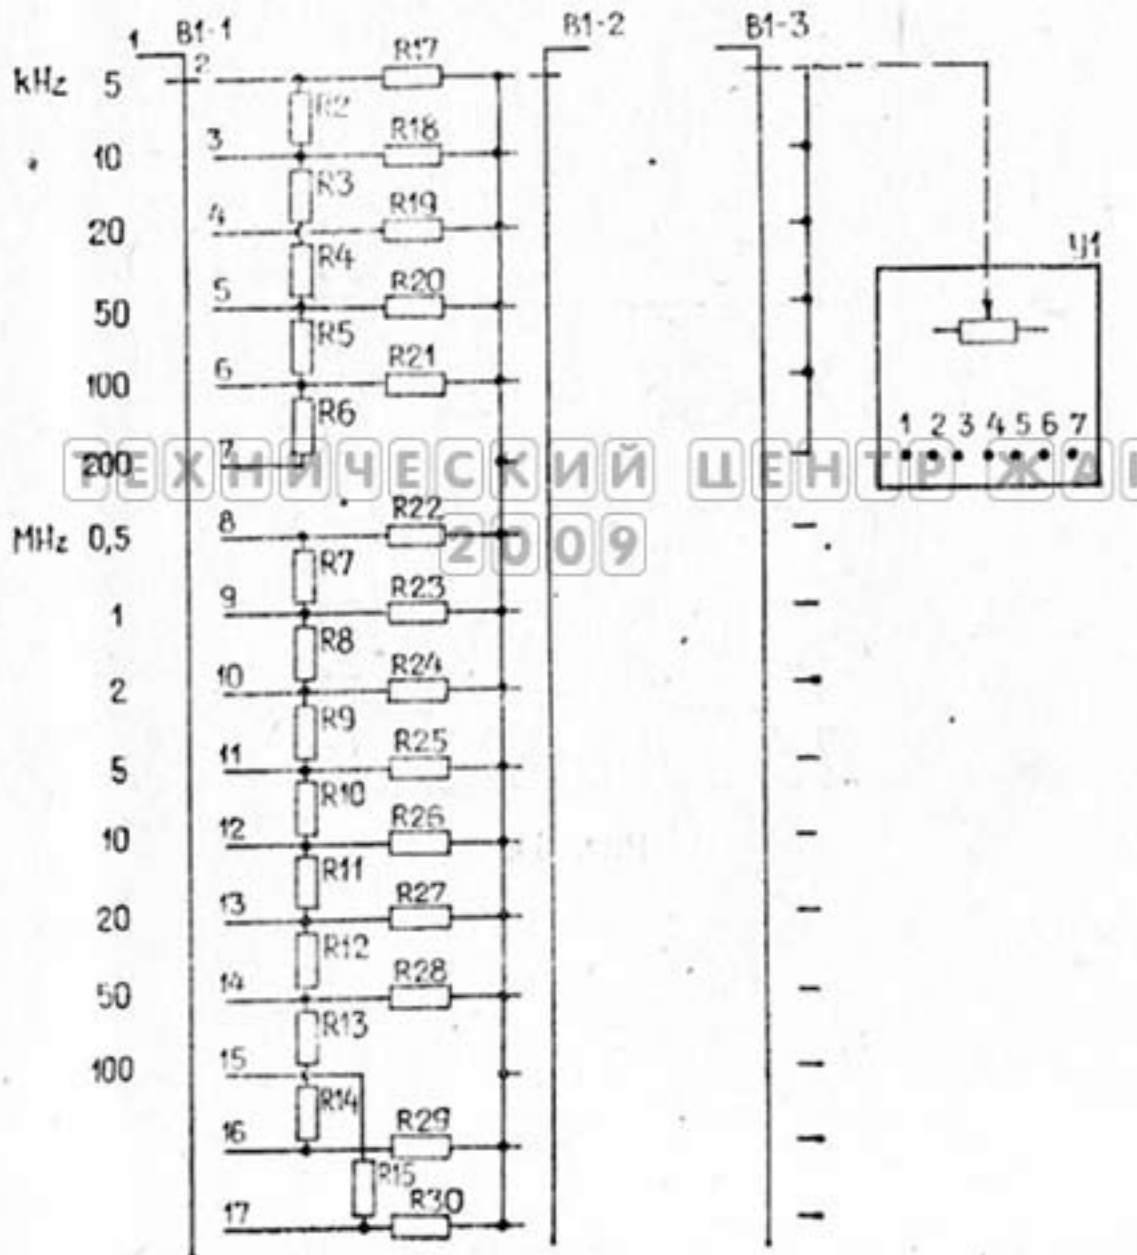 1 B1-1 B1-2 B1-3
kHz 5 2 R17
R2
10 3 R18
R3
20 4 R19
R4
У1
50 5 R20
R5
100 6 R21
R6
1 2 3 4 5 6 7
200 7
ТЕХНИЧЕСКИЙ ЦЕНТР ЖА
MHz 0,5 8 R22
2009
R7
1 9 R23
R8
2 10 R24
R9
5 11 R25
R10
10 12 R26
R11
20 13 R27
R12
50 14 R28
R13
100 15
R14
16 R29
R15
17 R30